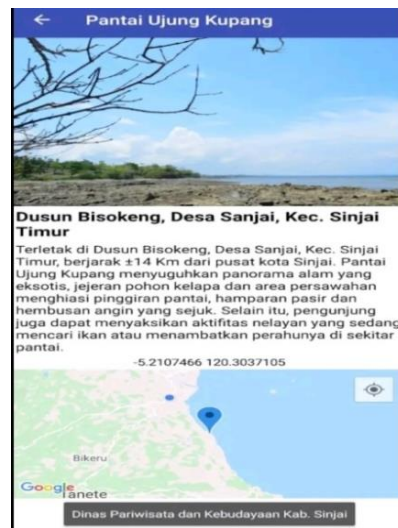 ← Pantai Ujung Kupang
Dusun Bisokeng, Desa Sanjai, Kec. Sinjai
Timur
Terletak di Dusun Bisokeng, Desa Sanjai, Kec. Sinjai
Timur, berjarak ±14 Km dari pusat kota Sinjai. Pantai
Ujung Kupang menyuguhkan panorama alam yang
eksotis, jejeran pohon kelapa dan area persawahan
menghiasi pinggiran pantai, hamparan pasir dan
hembusan angin yang sejuk. Selain itu, pengunjung
juga dapat menyaksikan aktifitas nelayan yang sedang
mencari ikan atau menambatkan perahunya di sekitar
pantai.
-5.2107466 120.3037105
Bikeru
Google
Tanete
Dinas Pariwisata dan Kebudayaan Kab. Sinjai